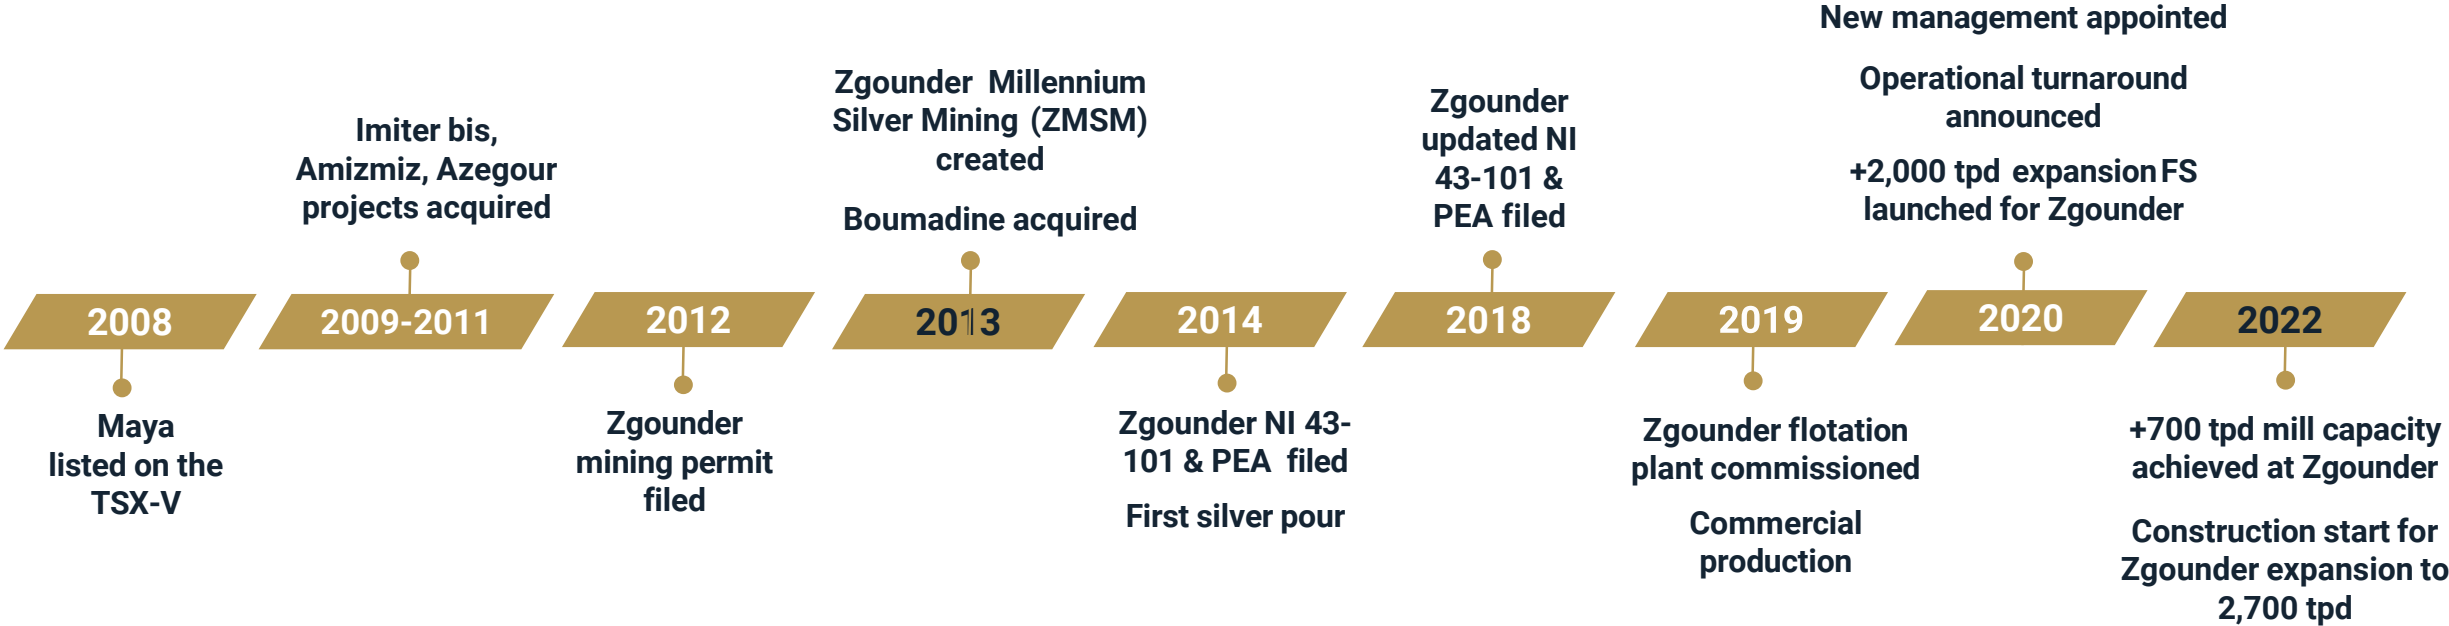 2008
Maya
listed on the
TSX-V
Imiter bis,
Amizmiz, Azegour
projects acquired
2009-2011
2012
Zgounder
mining permit
filed
Zgounder Millennium
Silver Mining (ZMSM)
created
Boumadine acquired
2013
2014
Zgounder NI 43-
101 & PEA filed
First silver pour
Zgounder
updated NI
43-101 &
PEA filed
2018
2019
Zgounder flotation
plant commissioned
Commercial
production
New management appointed
Operational turnaround
announced
+2,000 tpd expansion FS
launched for Zgounder
2020
2022
+700 tpd mill capacity
achieved at Zgounder
Construction start for
Zgounder expansion to
2,700 tpd